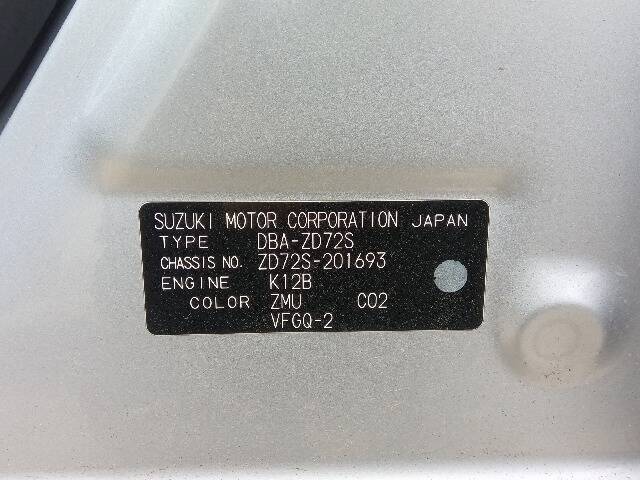 SUZUKI MOTOR CORPORATION JAPAN
TYPE DBA-ZD72S
CHASSIS NO. ZD72S-201693
ENGINE K12B
COLOR ZMU C02
VFGQ-2